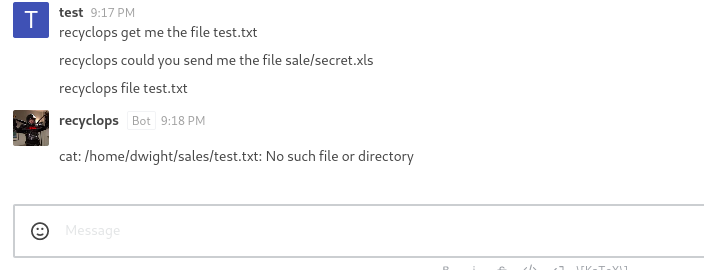 T
test 9:17 PM
recyclops get me the file test.txt
recyclops could you send me the file sale/secret.xls
recyclops file test.txt
recyclops Bot 9:18 PM
cat: /home/dwight/sales/test.txt: No such file or directory
Message